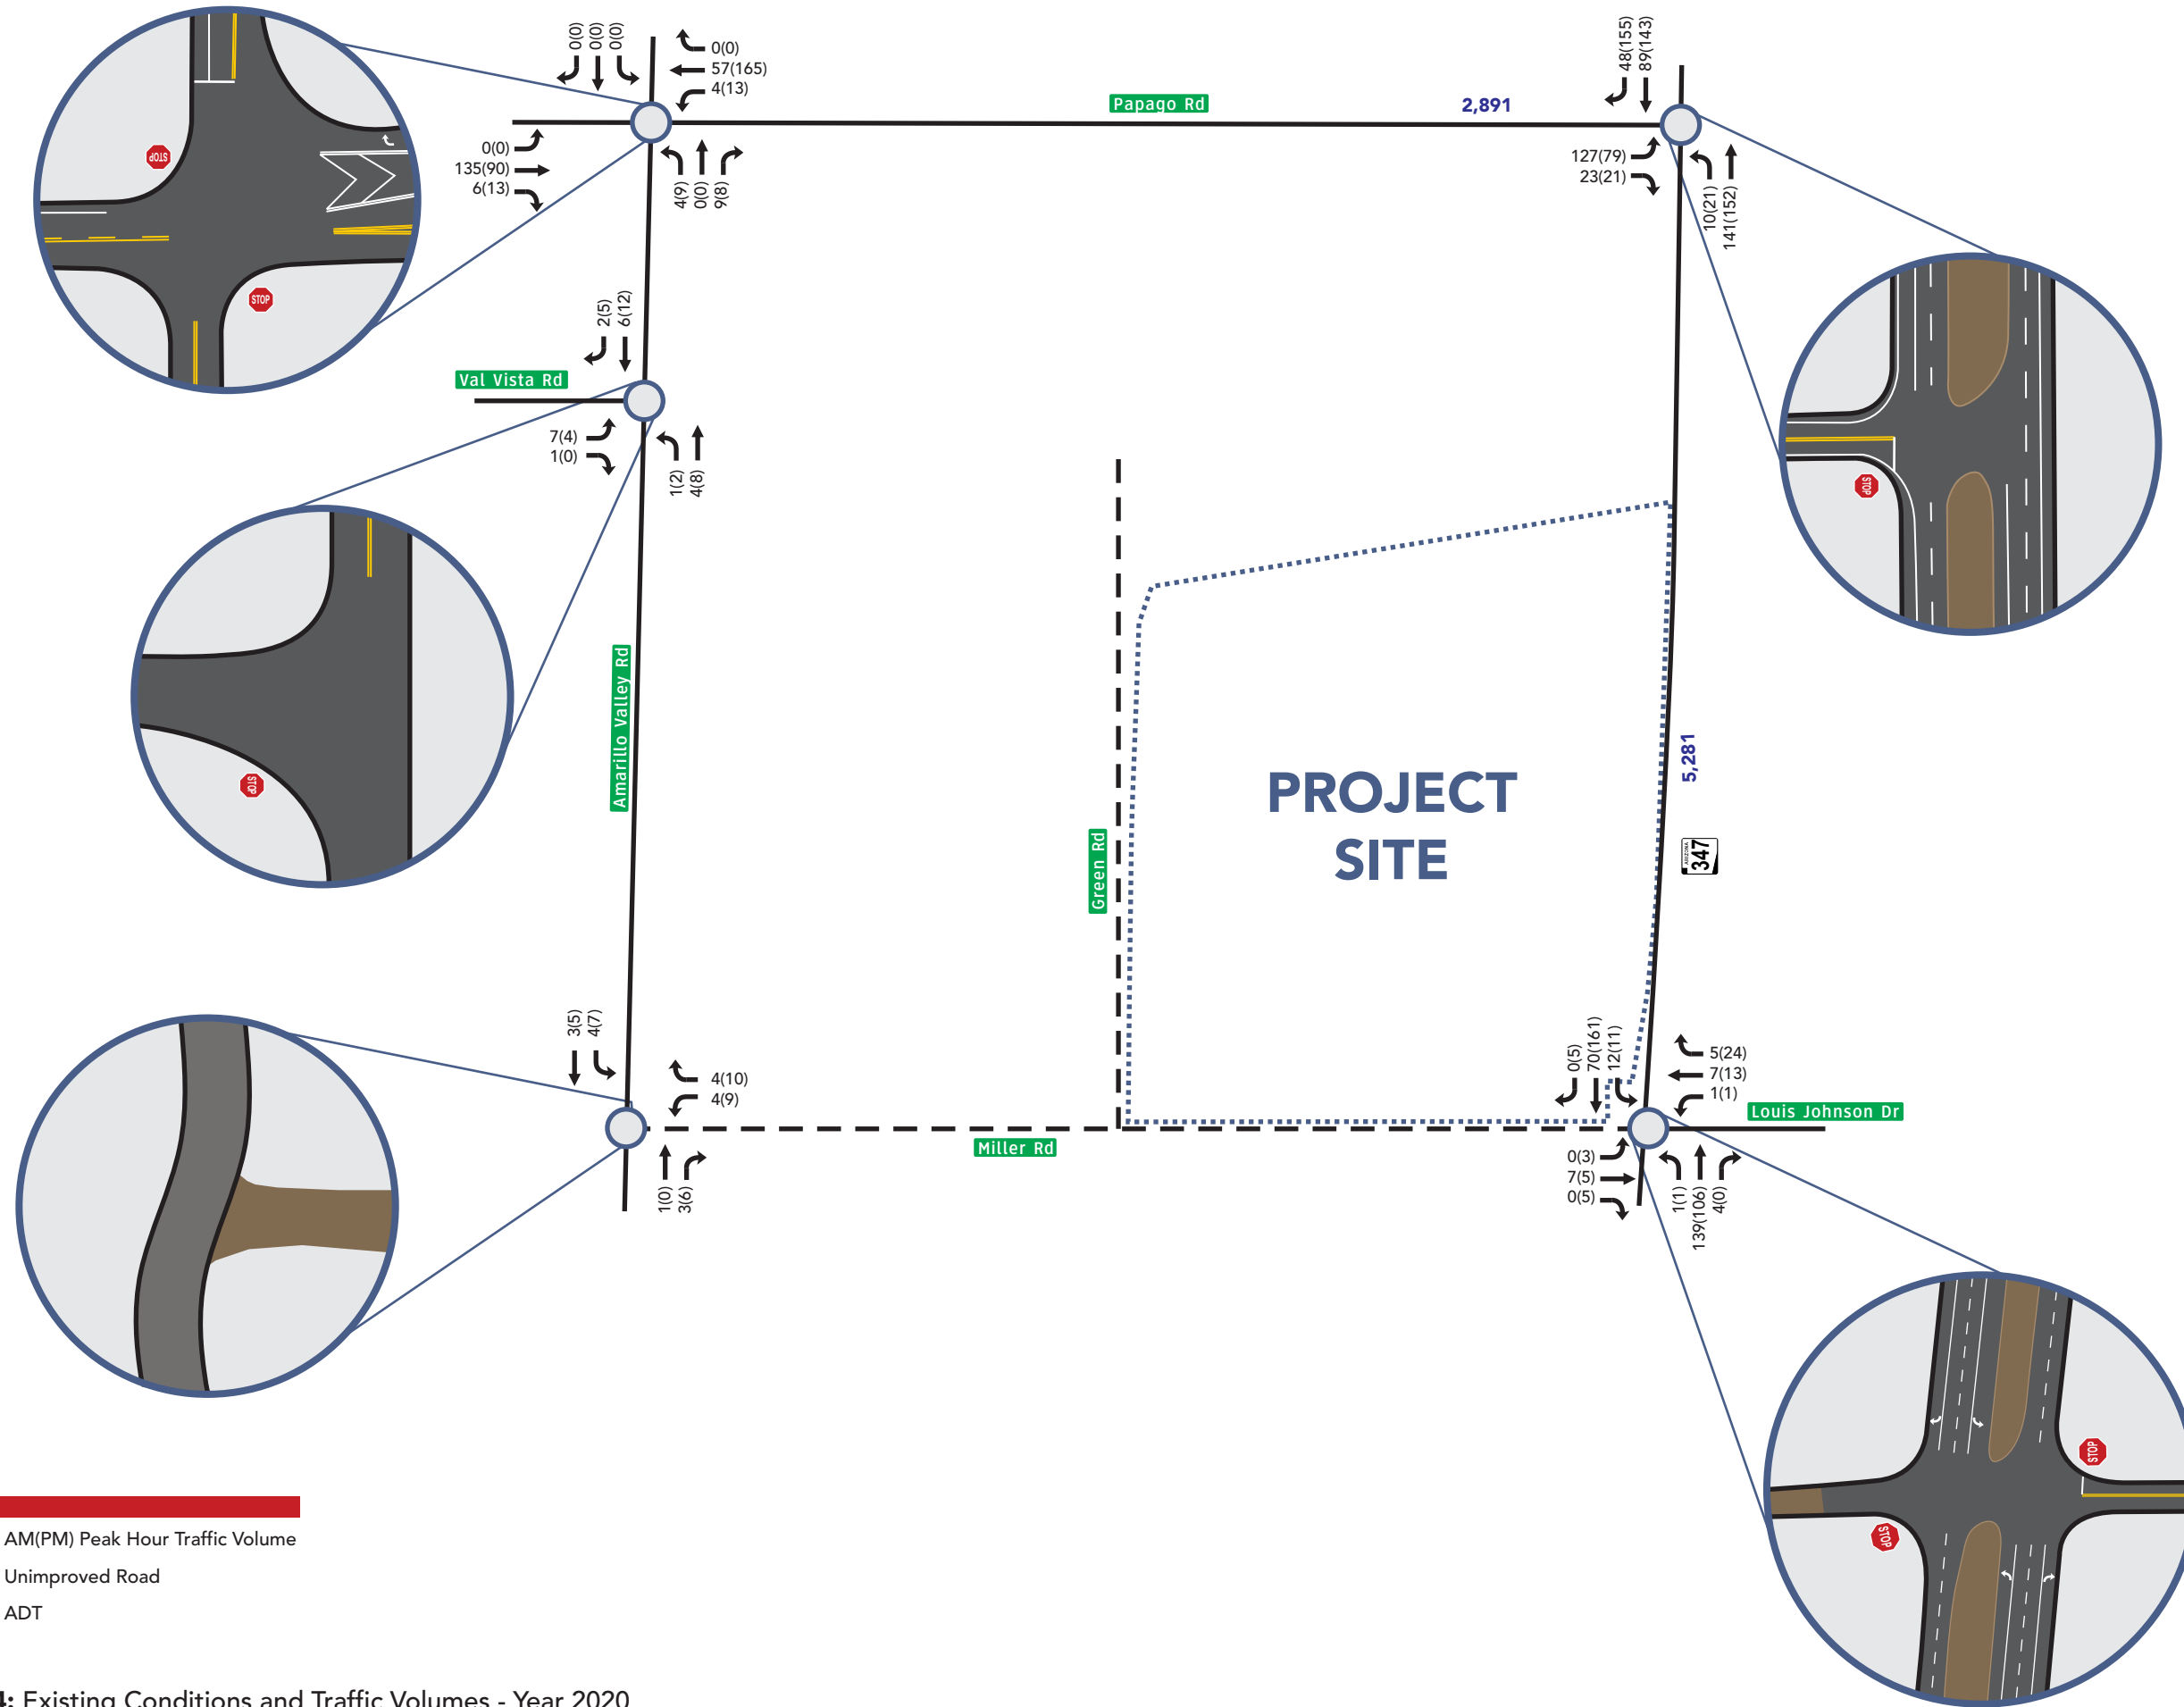 0(0)
0(0)
0(0)
0(0)
57(165)
4(13)
0(0)
135(90)
6(13)
4(9)
0(0)
9(8)
Papago Rd
2,891
48(155)
89(143)
127(79)
23(21)
10(21)
141(152)
STOP
STOP
STOP
2(5)
6(12)
Val Vista Rd
7(4)
1(0)
1(2)
4(8)
STOP
Amarillo Valley Rd
Green Rd
PROJECT
SITE
5,281
ARIZONA
347
3(5)
4(7)
4(10)
4(9)
1(0)
3(6)
Miller Rd
0(5)
70(161)
12(11)
5(24)
7(13)
1(1)
Louis Johnson Dr
0(3)
7(5)
0(5)
1(1)
139(106)
4(0)
STOP
STOP
AM(PM) Peak Hour Traffic Volume
Unimproved Road
ADT
4: Existing Conditions and Traffic Volumes - Year 2020